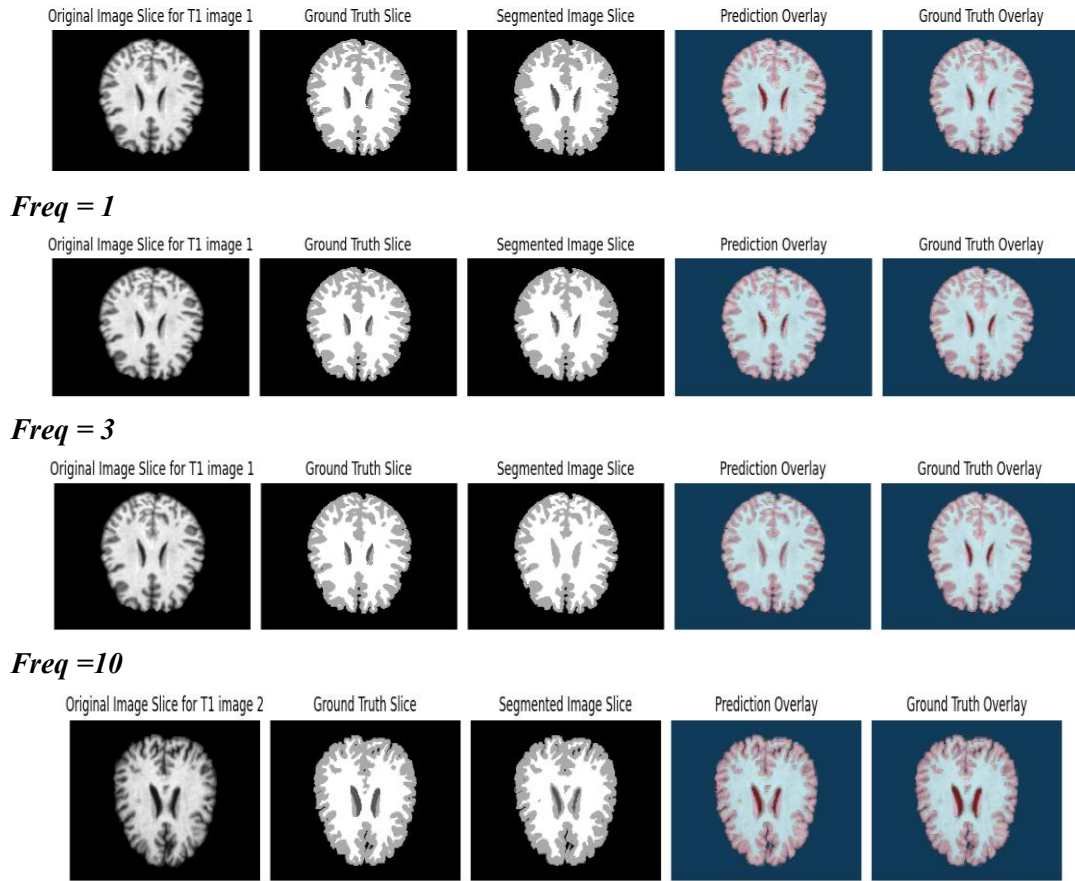 Original Image Slice for T1 image 1 Ground Truth Slice Segmented Image Slice Prediction Overlay Ground Truth Overlay
Freq = 1
Original Image Slice for T1 image 1 Ground Truth Slice Segmented Image Slice Prediction Overlay Ground Truth Overlay
Freq = 3
Original Image Slice for T1 image 1 Ground Truth Slice Segmented Image Slice Prediction Overlay Ground Truth Overlay
Freq =10
Original Image Slice for T1 image 2 Ground Truth Slice Segmented Image Slice Prediction Overlay Ground Truth Overlay